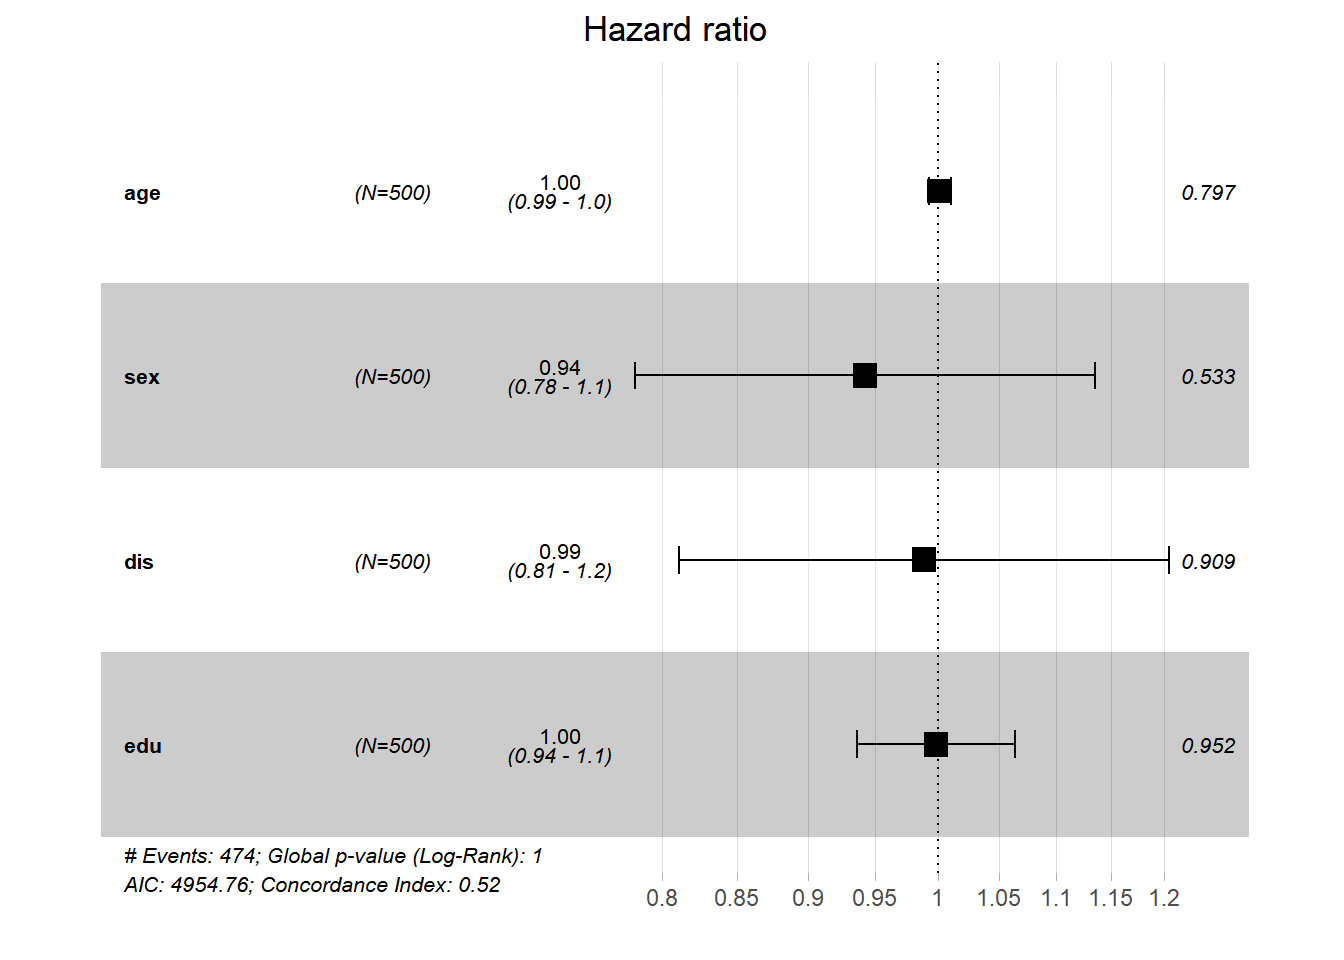 Hazard ratio
age (N=500) 1.00 0.797
(0.99 - 1.0)
sex (N=500) 0.94 0.533
(0.78 - 1.1)
dis (N=500) 0.99 0.909
(0.81 - 1.2)
edu (N=500) 1.00 0.952
(0.94 - 1.1)
# Events: 474; Global p-value (Log-Rank): 1
AIC: 4954.76; Concordance Index: 0.52
0.8 0.85 0.9 0.95 1 1.05 1.1 1.15 1.2